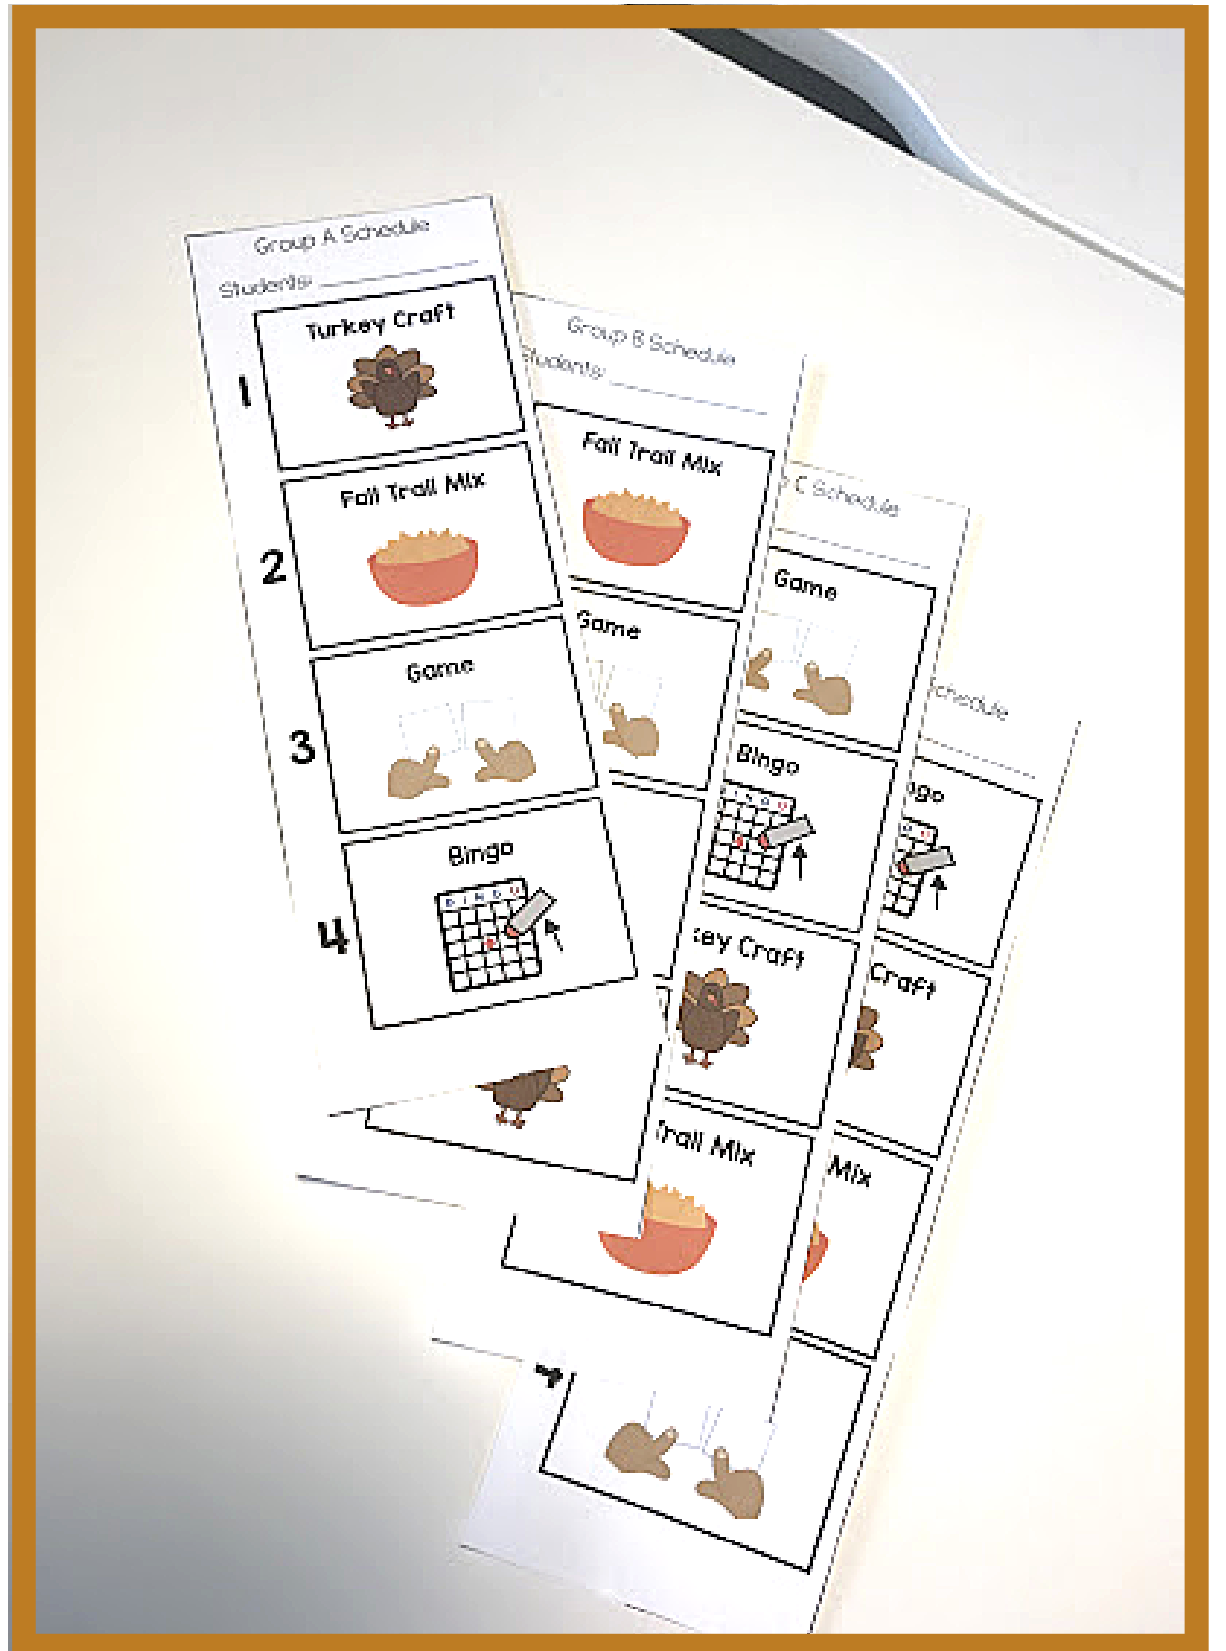 Group A Schedule
Students:
1
Turkey Craft
2
Fall Trail Mix
3
Game
4
Bingo
BINGO
Group B Schedule
Students:
Fall Trail Mix
Game
C Schedule
Game
Bingo
Craft
Trail Mix
Schedule
Craft
Mix